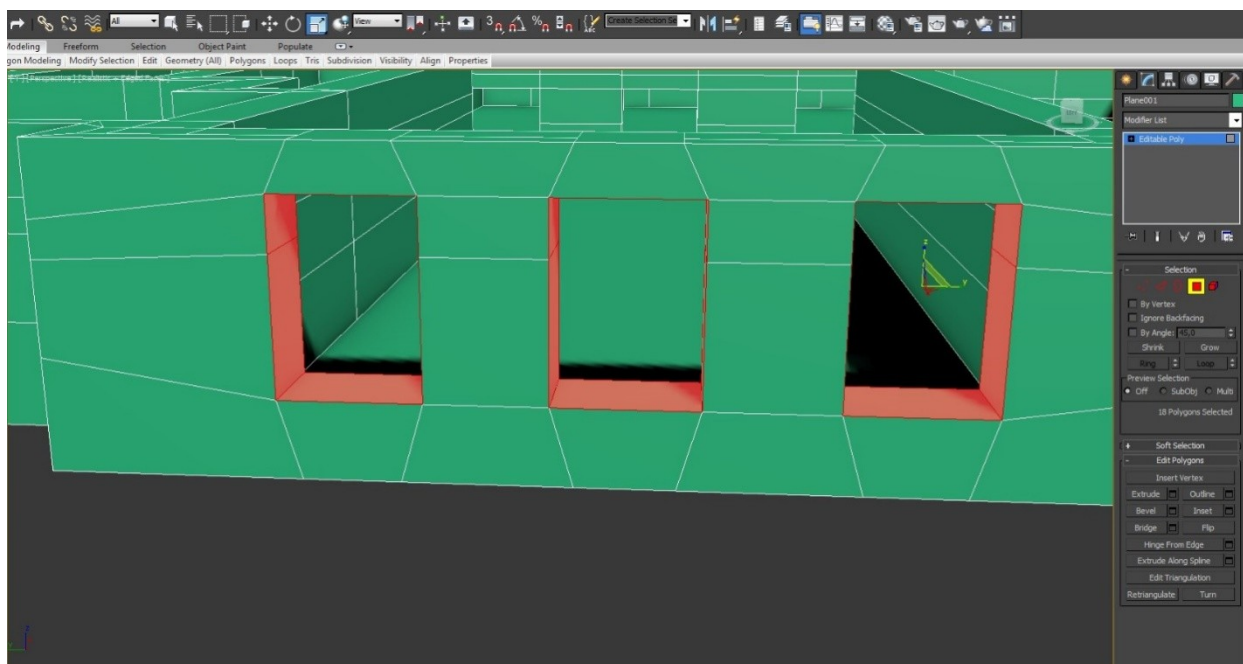 All
View
3
Create Selection Se
Modeling Freeform Selection Object Paint Populate
gon Modeling Modify Selection Edit Geometry (All) Polygons Loops Tris Subdivision Visibility Align Properties
Plane001
Modifier List
Editable Poly
z
y
- Selection
By Vertex
Ignore Backfacing
By Angle: 45.0
Shrink Grow
Ring Loop
Preview Selection
Off SubObj Multi
18 Polygons Selected
+ Soft Selection
- Edit Polygons
Insert Vertex
Extrude Outline
Bevel Inset
Bridge Flip
Hinge From Edge
Extrude Along Spline
Edit Triangulation
Retriangulate Turn